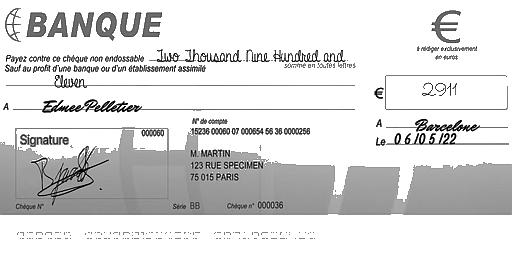 BANQUE
€
à rédiger exclusivement
en euros
Payez contre ce chèque non endossable Two Thousand Nine Hundred and
Sauf au profit d'une banque ou d'un établissement assimilé
somme en toutes lettres
Eleven
€ 2911
A EdmeePelletier
A Barcelone
Le 06/05/22
N° de compte
000060 15236 00060 07 000654 56 36 0000256
Signature
M. MARTIN
123 RUE SPECIMEN
75 015 PARIS
Chèque N° Série BB Chèque n° 000036